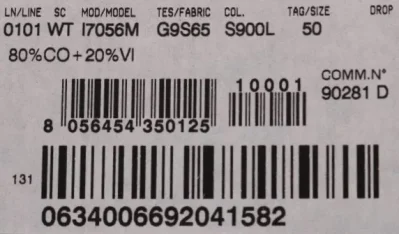 LN/LINE SC MOD/MODEL TES/FABRIC COL. TAG/SIZE DROP
0101 WT I7056M G9S65 S900L 50
80%CO+20%VI
COMM.N°
10001
90281 D
8 056454 350125
131
06340066692041582